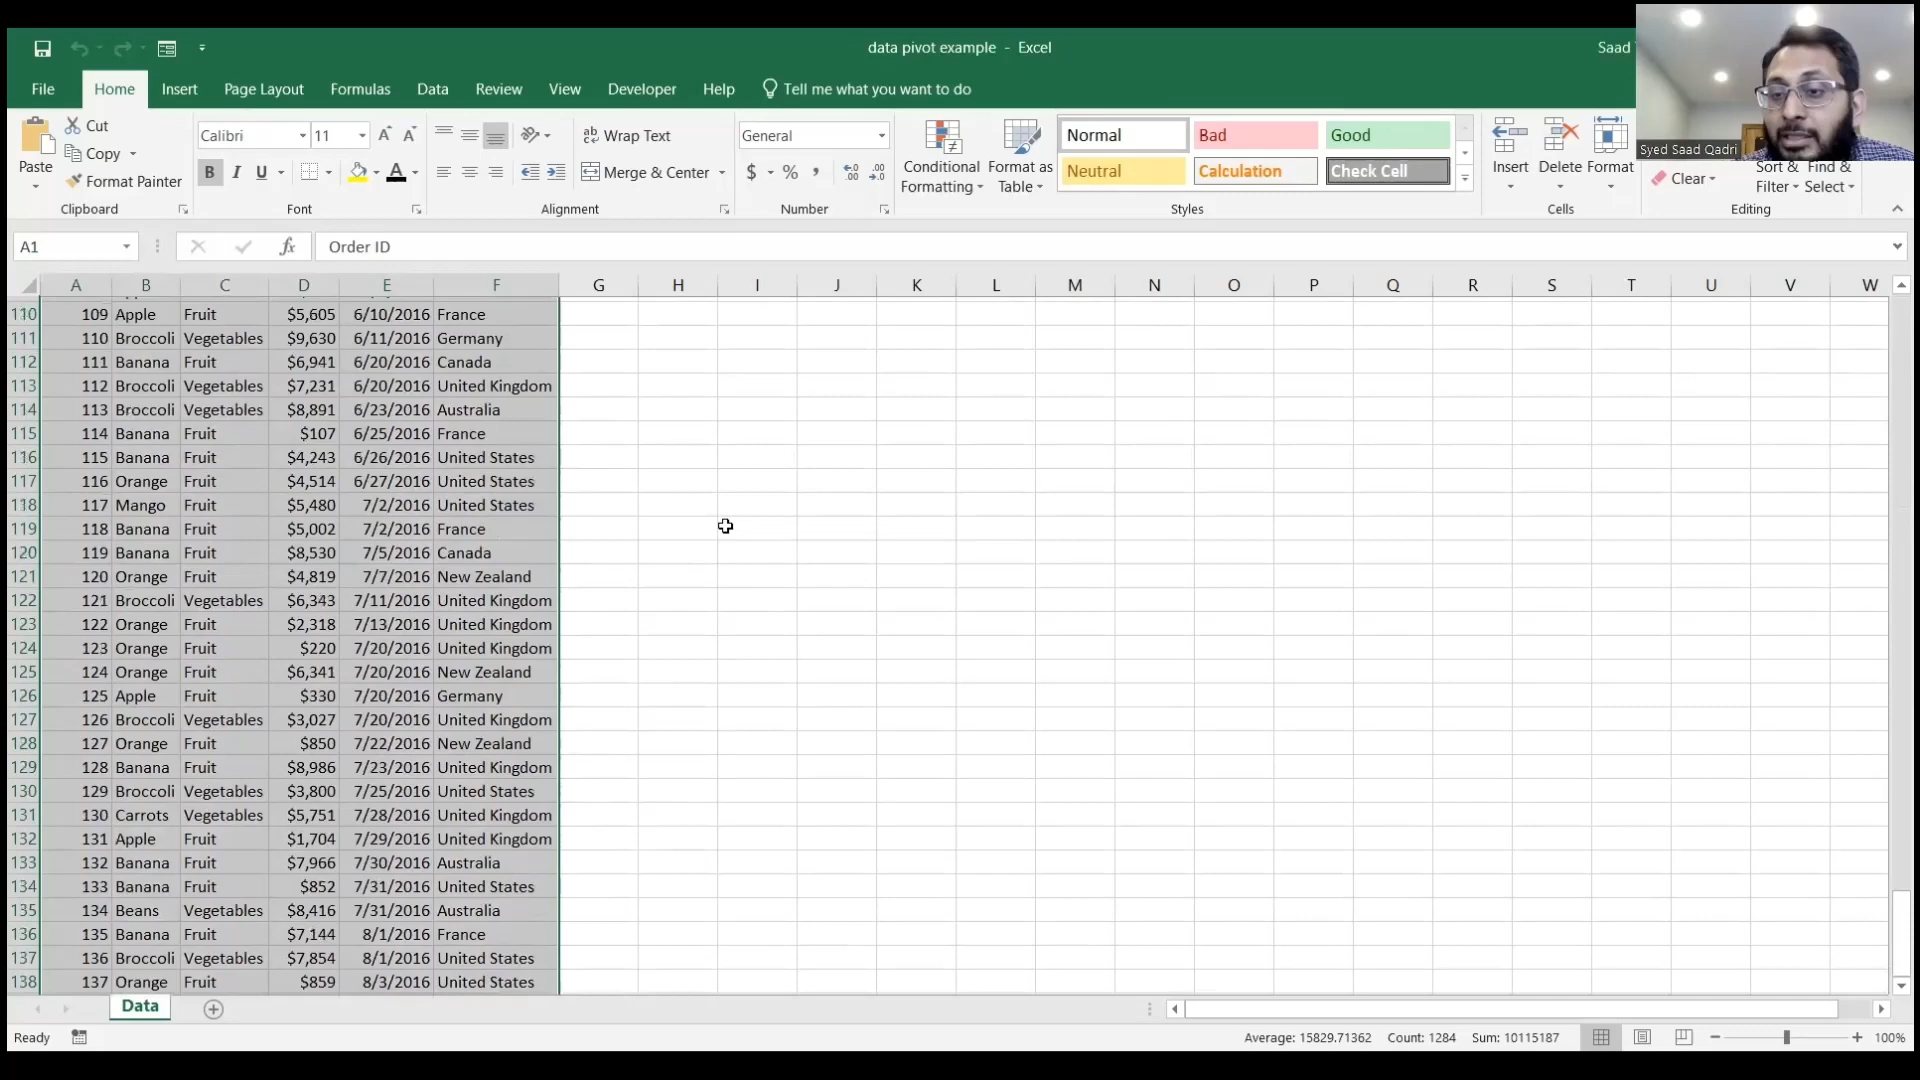 data pivot example - Excel
Saad
File Home Insert Page Layout Formulas Data Review View Developer Help Tell me what you want to do
Paste
Cut
Copy
Format Painter
Clipboard
Calibri 11
B I U
Font
Wrap Text
Merge & Center
Alignment
General
$ % ,
Number
Conditional Formatting
Format as Table
Normal Bad Good
Neutral Calculation Check Cell
Styles
Insert Delete Format
Cells
Clear
Sort & Filter
Find & Select
Editing
Syed Saad Qadri
A1 fx Order ID
A B C D E F G H I J K L M N O P Q R S T U V W
110 109 Apple Fruit $5,605 6/10/2016 France
111 110 Broccoli Vegetables $9,630 6/11/2016 Germany
112 111 Banana Fruit $6,941 6/20/2016 Canada
113 112 Broccoli Vegetables $7,231 6/20/2016 United Kingdom
114 113 Broccoli Vegetables $8,891 6/23/2016 Australia
115 114 Banana Fruit $107 6/25/2016 France
116 115 Banana Fruit $4,243 6/26/2016 United States
117 116 Orange Fruit $4,514 6/27/2016 United States
118 117 Mango Fruit $5,480 7/2/2016 United States
119 118 Banana Fruit $5,002 7/2/2016 France
120 119 Banana Fruit $8,530 7/5/2016 Canada
121 120 Orange Fruit $4,819 7/7/2016 New Zealand
122 121 Broccoli Vegetables $6,343 7/11/2016 United Kingdom
123 122 Orange Fruit $2,318 7/13/2016 United Kingdom
124 123 Orange Fruit $220 7/20/2016 United Kingdom
125 124 Orange Fruit $6,341 7/20/2016 New Zealand
126 125 Apple Fruit $330 7/20/2016 Germany
127 126 Broccoli Vegetables $3,027 7/20/2016 United Kingdom
128 127 Orange Fruit $850 7/22/2016 New Zealand
129 128 Banana Fruit $8,986 7/23/2016 United Kingdom
130 129 Broccoli Vegetables $3,800 7/25/2016 United States
131 130 Carrots Vegetables $5,751 7/28/2016 United Kingdom
132 131 Apple Fruit $1,704 7/29/2016 United Kingdom
133 132 Banana Fruit $7,966 7/30/2016 Australia
134 133 Banana Fruit $852 7/31/2016 United States
135 134 Beans Vegetables $8,416 7/31/2016 Australia
136 135 Banana Fruit $7,144 8/1/2016 France
137 136 Broccoli Vegetables $7,854 8/1/2016 United States
138 137 Orange Fruit $859 8/3/2016 United States
Data
Ready Average: 15829.71362 Count: 1284 Sum: 10115187 100%